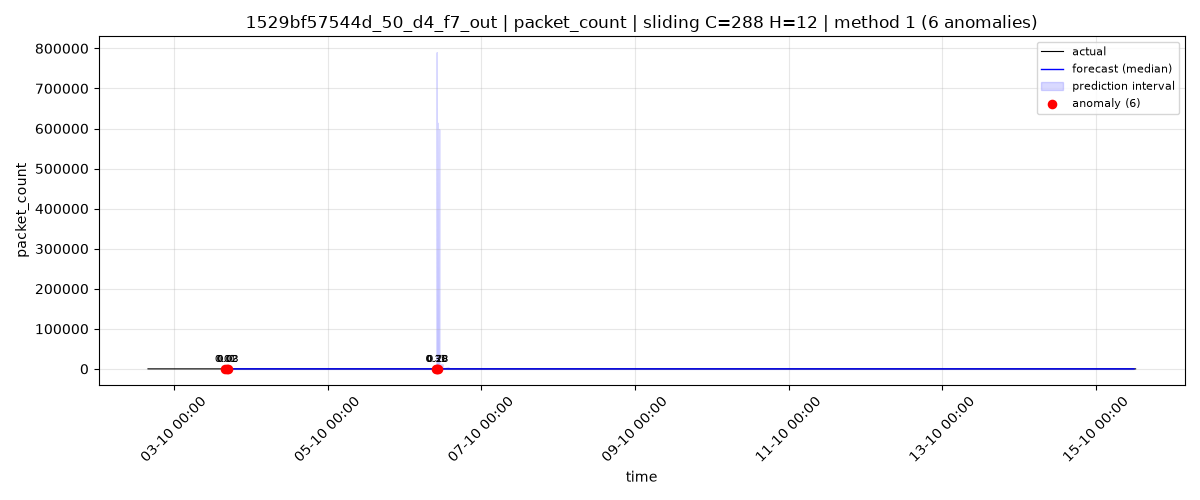 1529bf57544d_50_d4_f7_out | packet_count | sliding C=288 H=12 | method 1 (6 anomalies)
actual
forecast (median)
prediction interval
anomaly (6)
packet_count
800000
700000
600000
500000
400000
300000
200000
100000
0
03-10 00:00
05-10 00:00
07-10 00:00
09-10 00:00
11-10 00:00
13-10 00:00
15-10 00:00
time